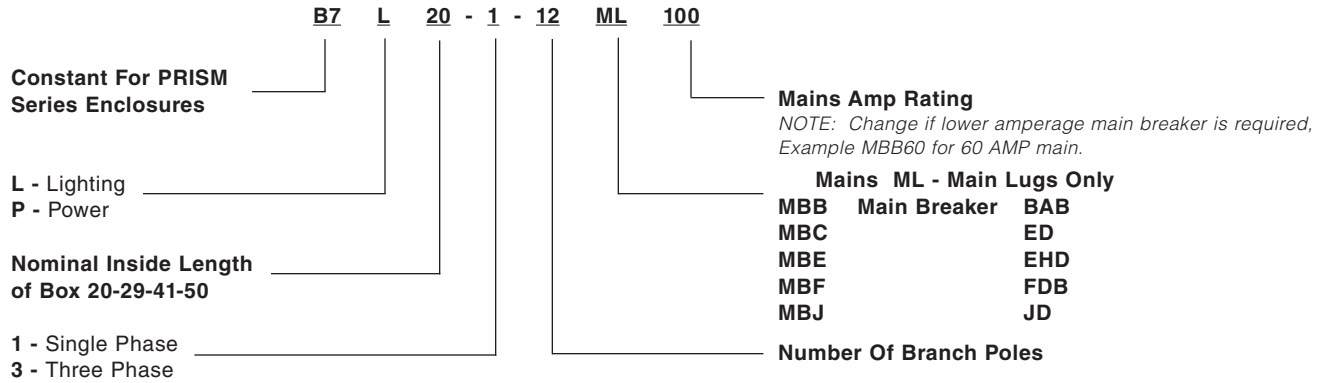 B7 L 20 - 1 - 12 ML 100
Constant For PRISM
Series Enclosures
L - Lighting
P - Power
Nominal Inside Length
of Box 20-29-41-50
1 - Single Phase
3 - Three Phase
Mains Amp Rating
NOTE: Change if lower amperage main breaker is required,
Example MBB60 for 60 AMP main.
Mains ML - Main Lugs Only
MBB Main Breaker BAB
MBC ED
MBE EHD
MBF FDB
MBJ JD
Number Of Branch Poles